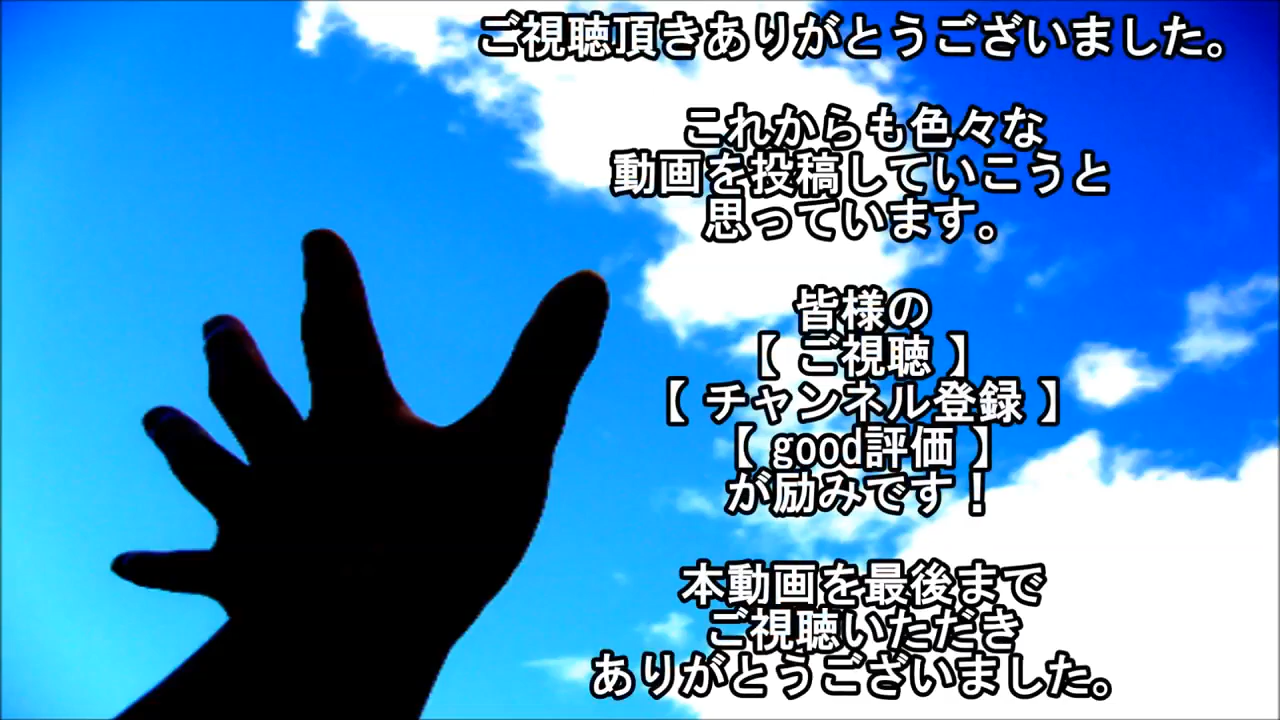 ご視聴頂きありがとうございました。
これからも色々な
動画を投稿していこうと
思っています。
皆様の
【 ご視聴 】
【 チャンネル登録 】
【 good評価 】
が励みです！
本動画を最後まで
ご視聴いただき
ありがとうございました。